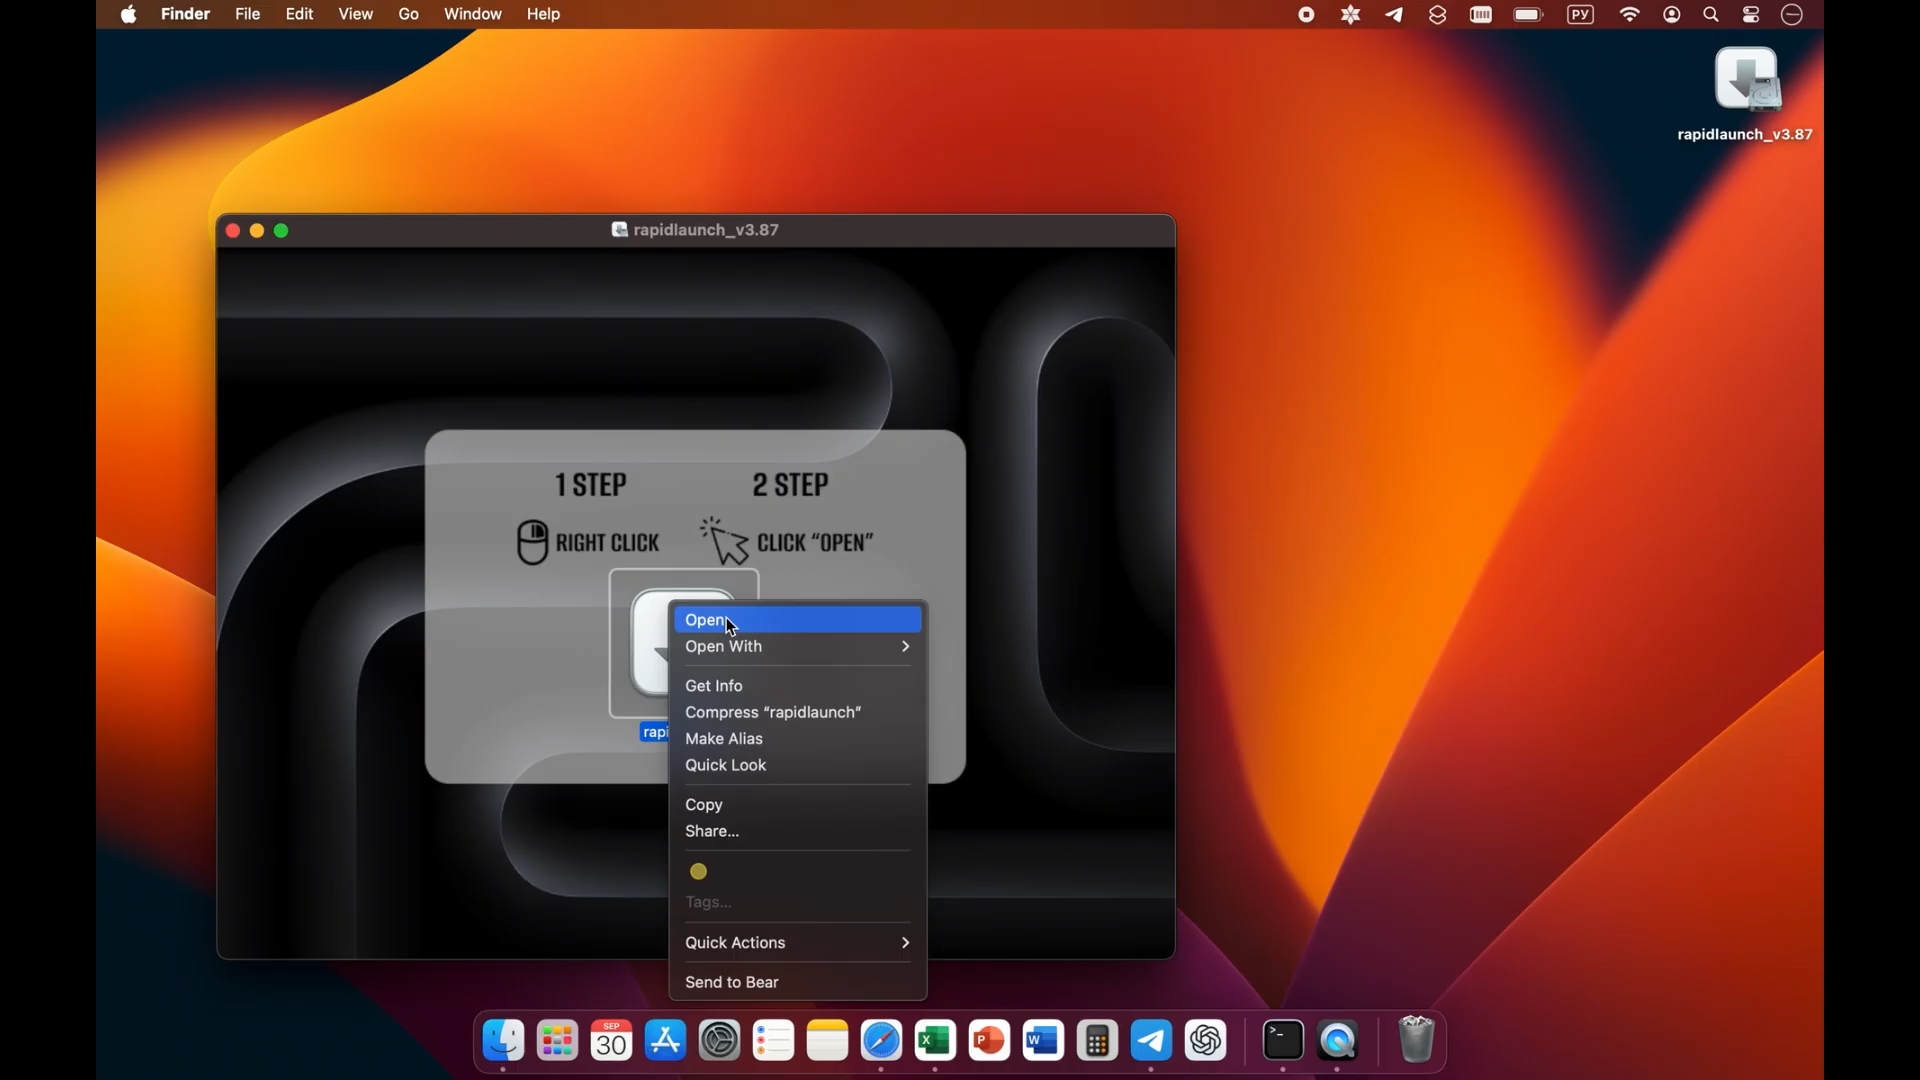 Finder File Edit View Go Window Help РУ
rapidlaunch_v3.87
rapidlaunch_v3.87
1 STEP 2 STEP
RIGHT CLICK CLICK “OPEN”
rapi
Open
Open With
Get Info
Compress “rapidlaunch”
Make Alias
Quick Look
Copy
Share...
Tags...
Quick Actions
Send to Bear
SEP
30